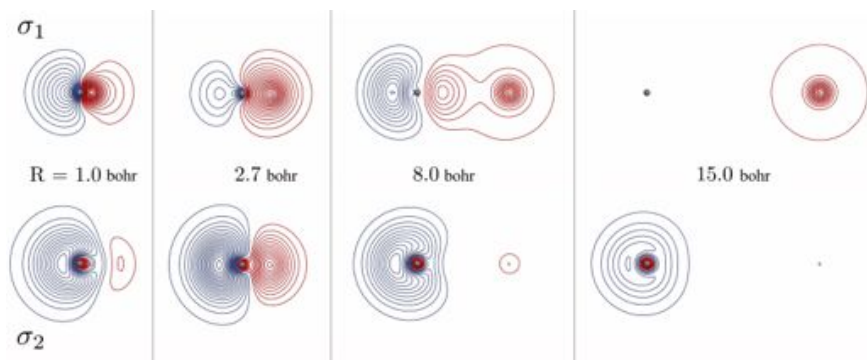 σ₁
R = 1.0 bohr
2.7 bohr
8.0 bohr
15.0 bohr
σ₂